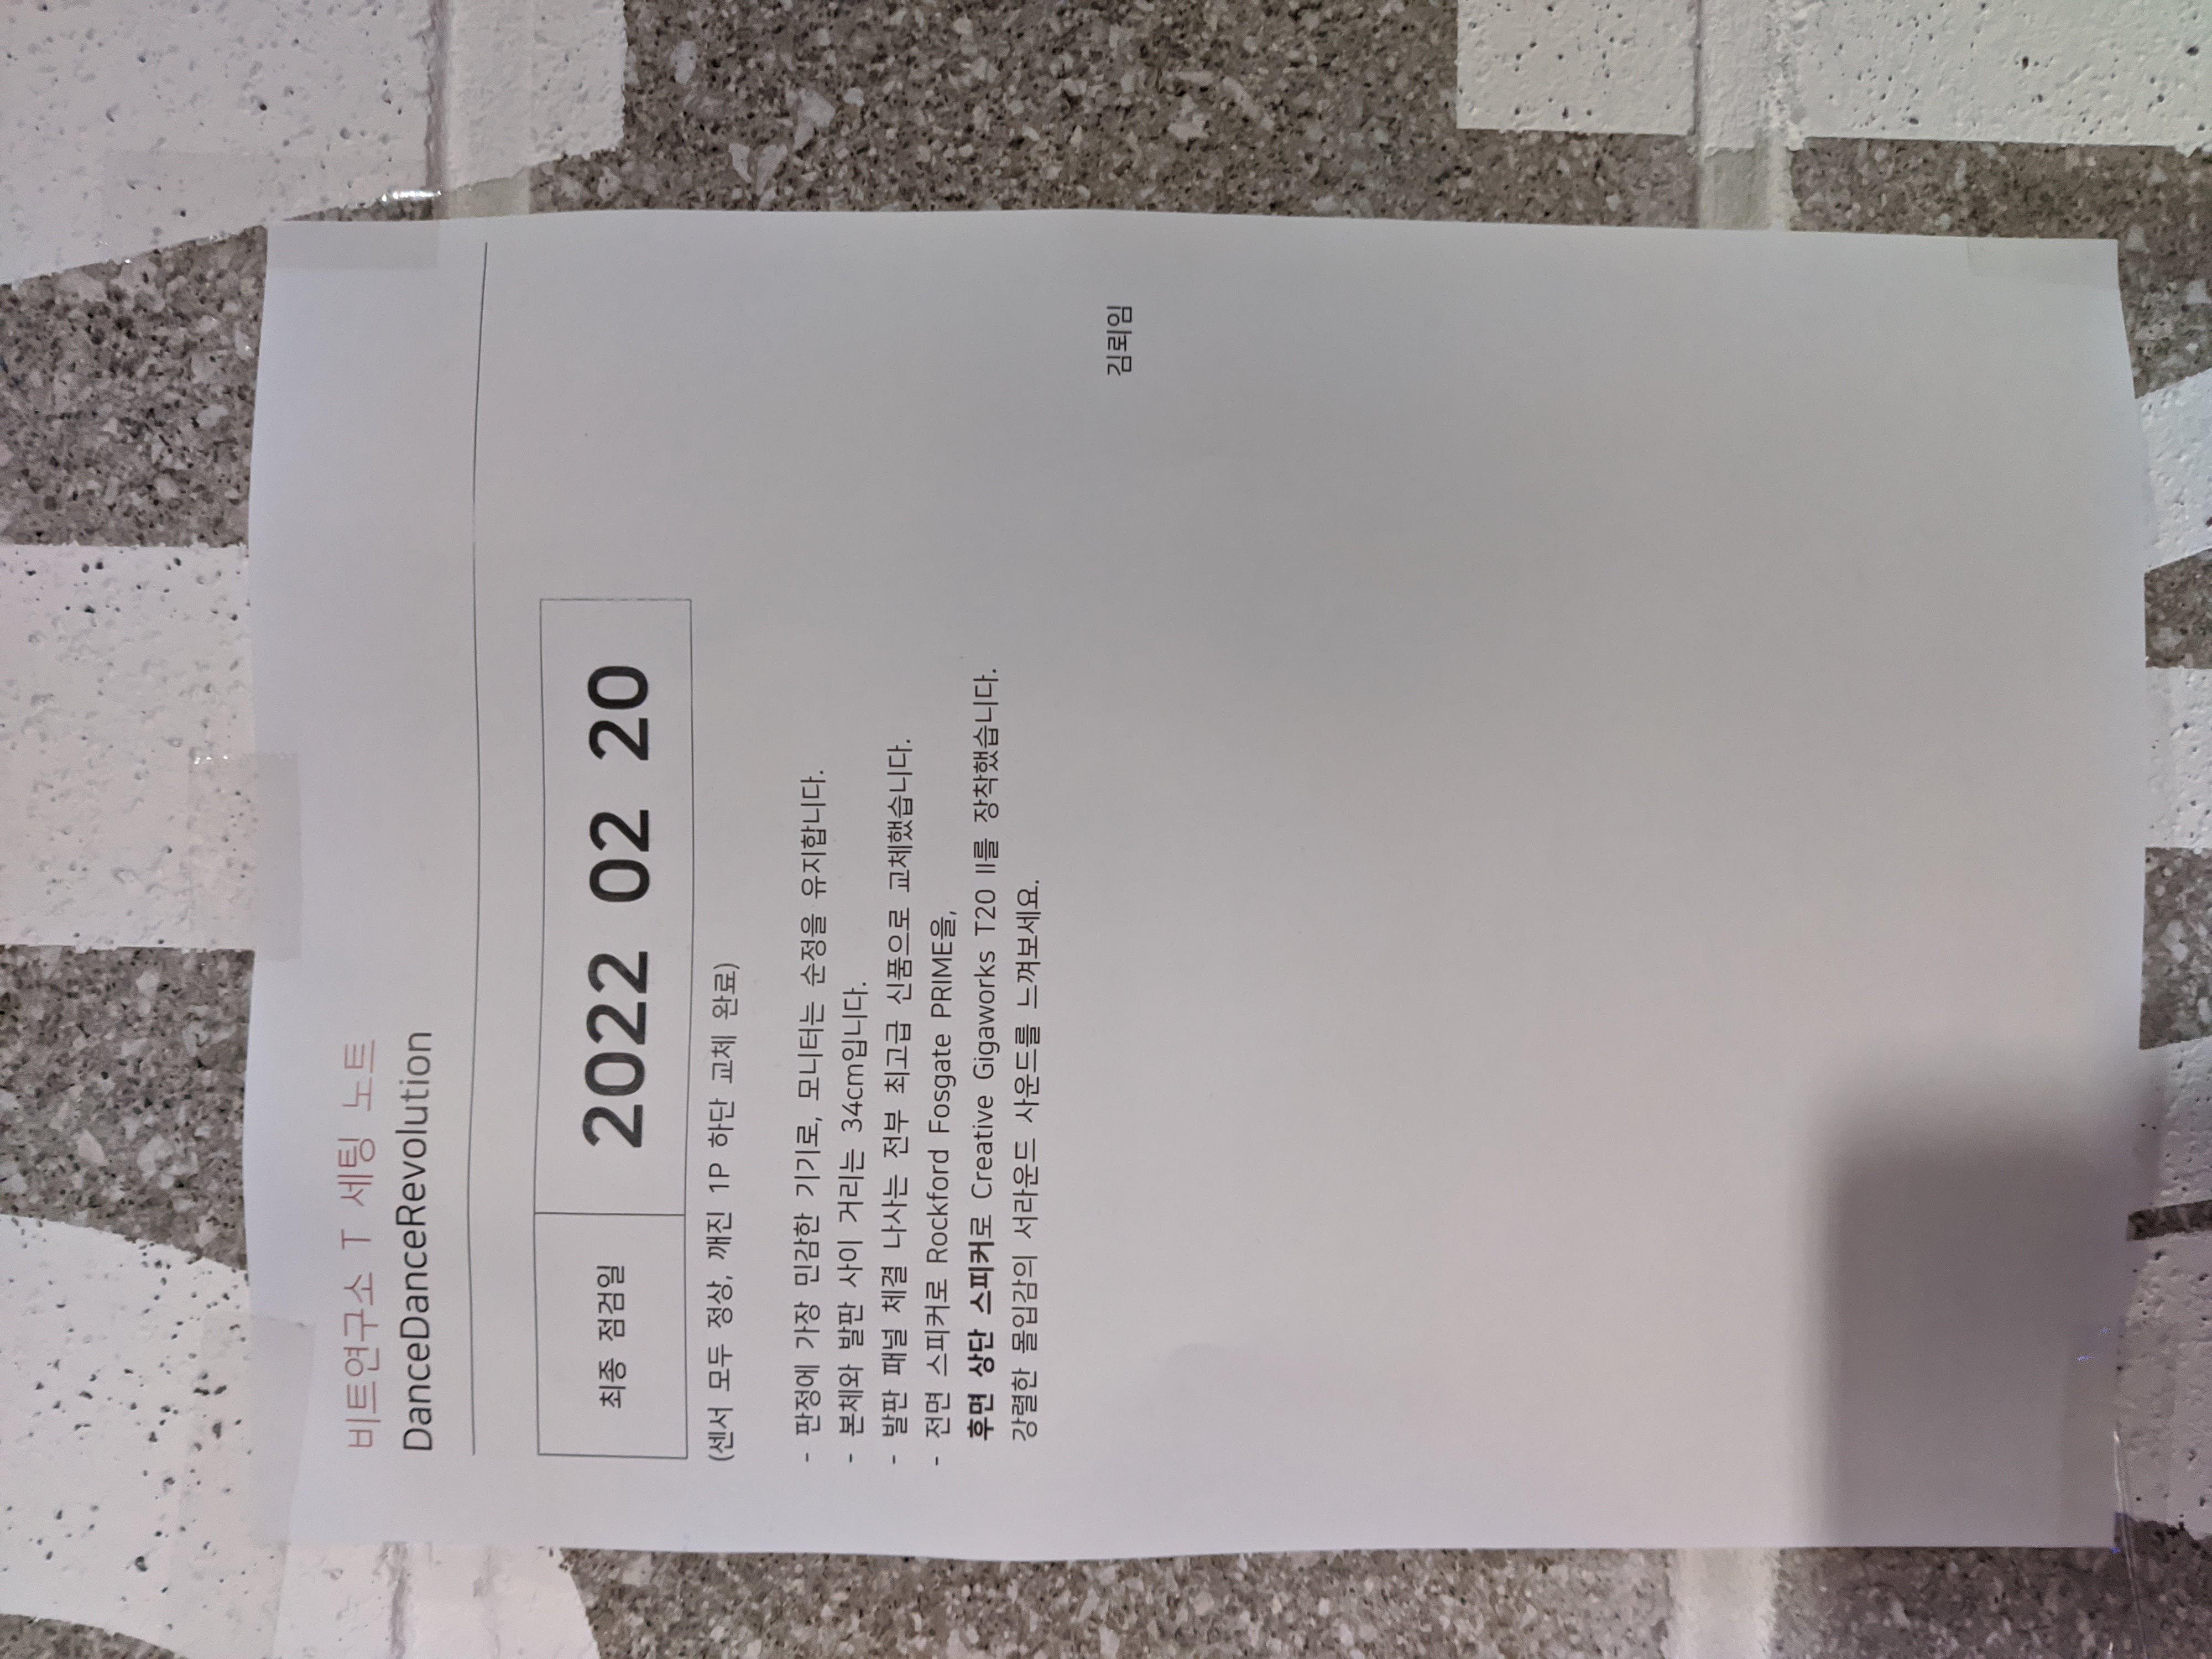 비트연구소 T 세팅 노트
DanceDanceRevolution
최종 점검일
2022 02 20
(센서 모두 정상, 깨진 1P 하단 교체 완료)
- 판정에 가장 민감한 기기로, 모니터는 순정을 유지합니다.
- 본체와 발판 사이 거리는 34cm입니다.
- 발판 패널 체결 나사는 전부 최고급 신품으로 교체했습니다.
- 전면 스피커로 Rockford Fosgate PRIME을,
후면 상단 스피커로 Creative Gigaworks T20 II를 장착했습니다.
강렬한 몰입감의 서라운드 사운드를 느껴보세요.
김뢰임